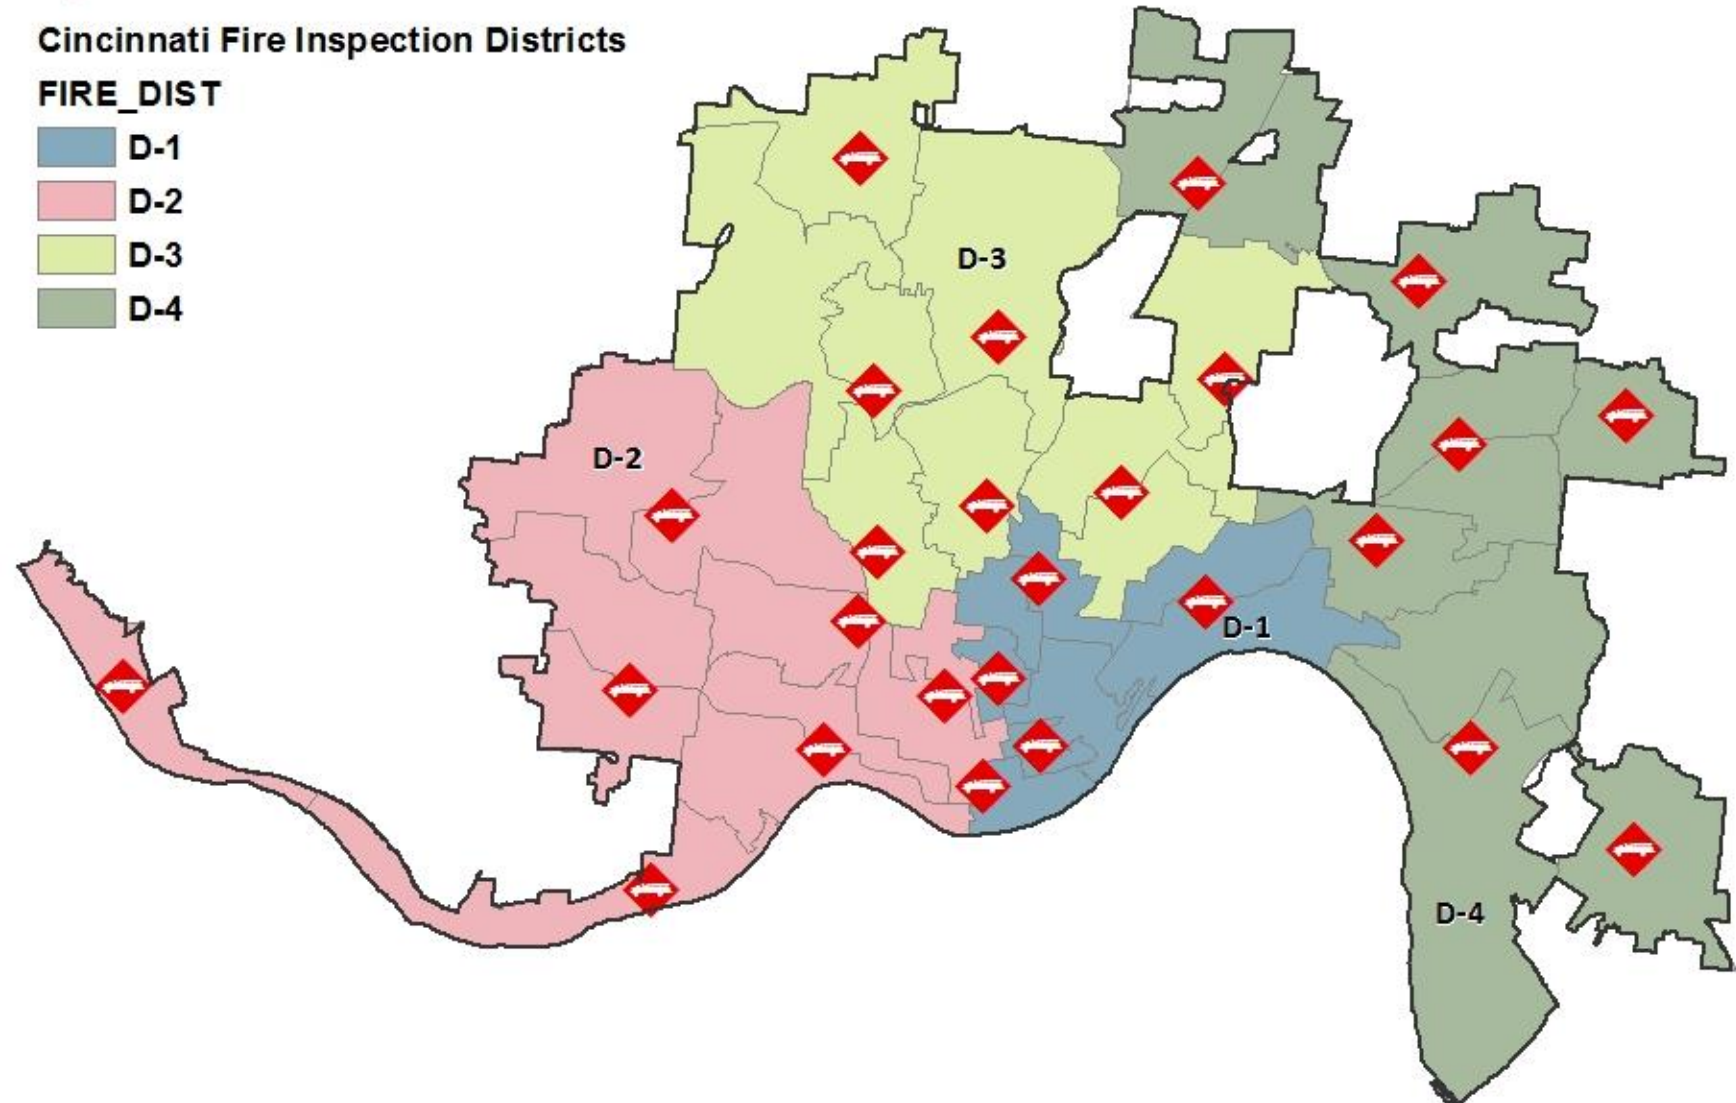 Cincinnati Fire Inspection Districts
FIRE_DIST
D-1
D-2
D-3
D-4
D-3
D-2
D-1
D-4